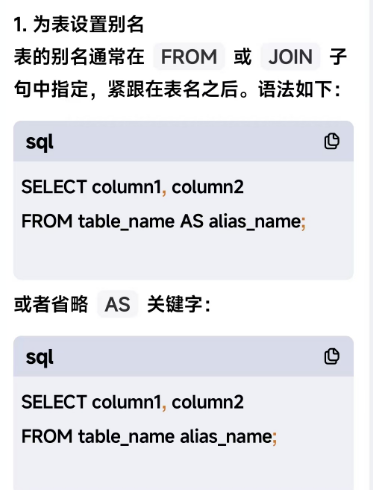 1. 为表设置别名
表的别名通常在 FROM 或 JOIN 子
句中指定，紧跟在表名之后。语法如下：
sql
SELECT column1, column2
FROM table_name AS alias_name;
或者省略 AS 关键字：
sql
SELECT column1, column2
FROM table_name alias_name;